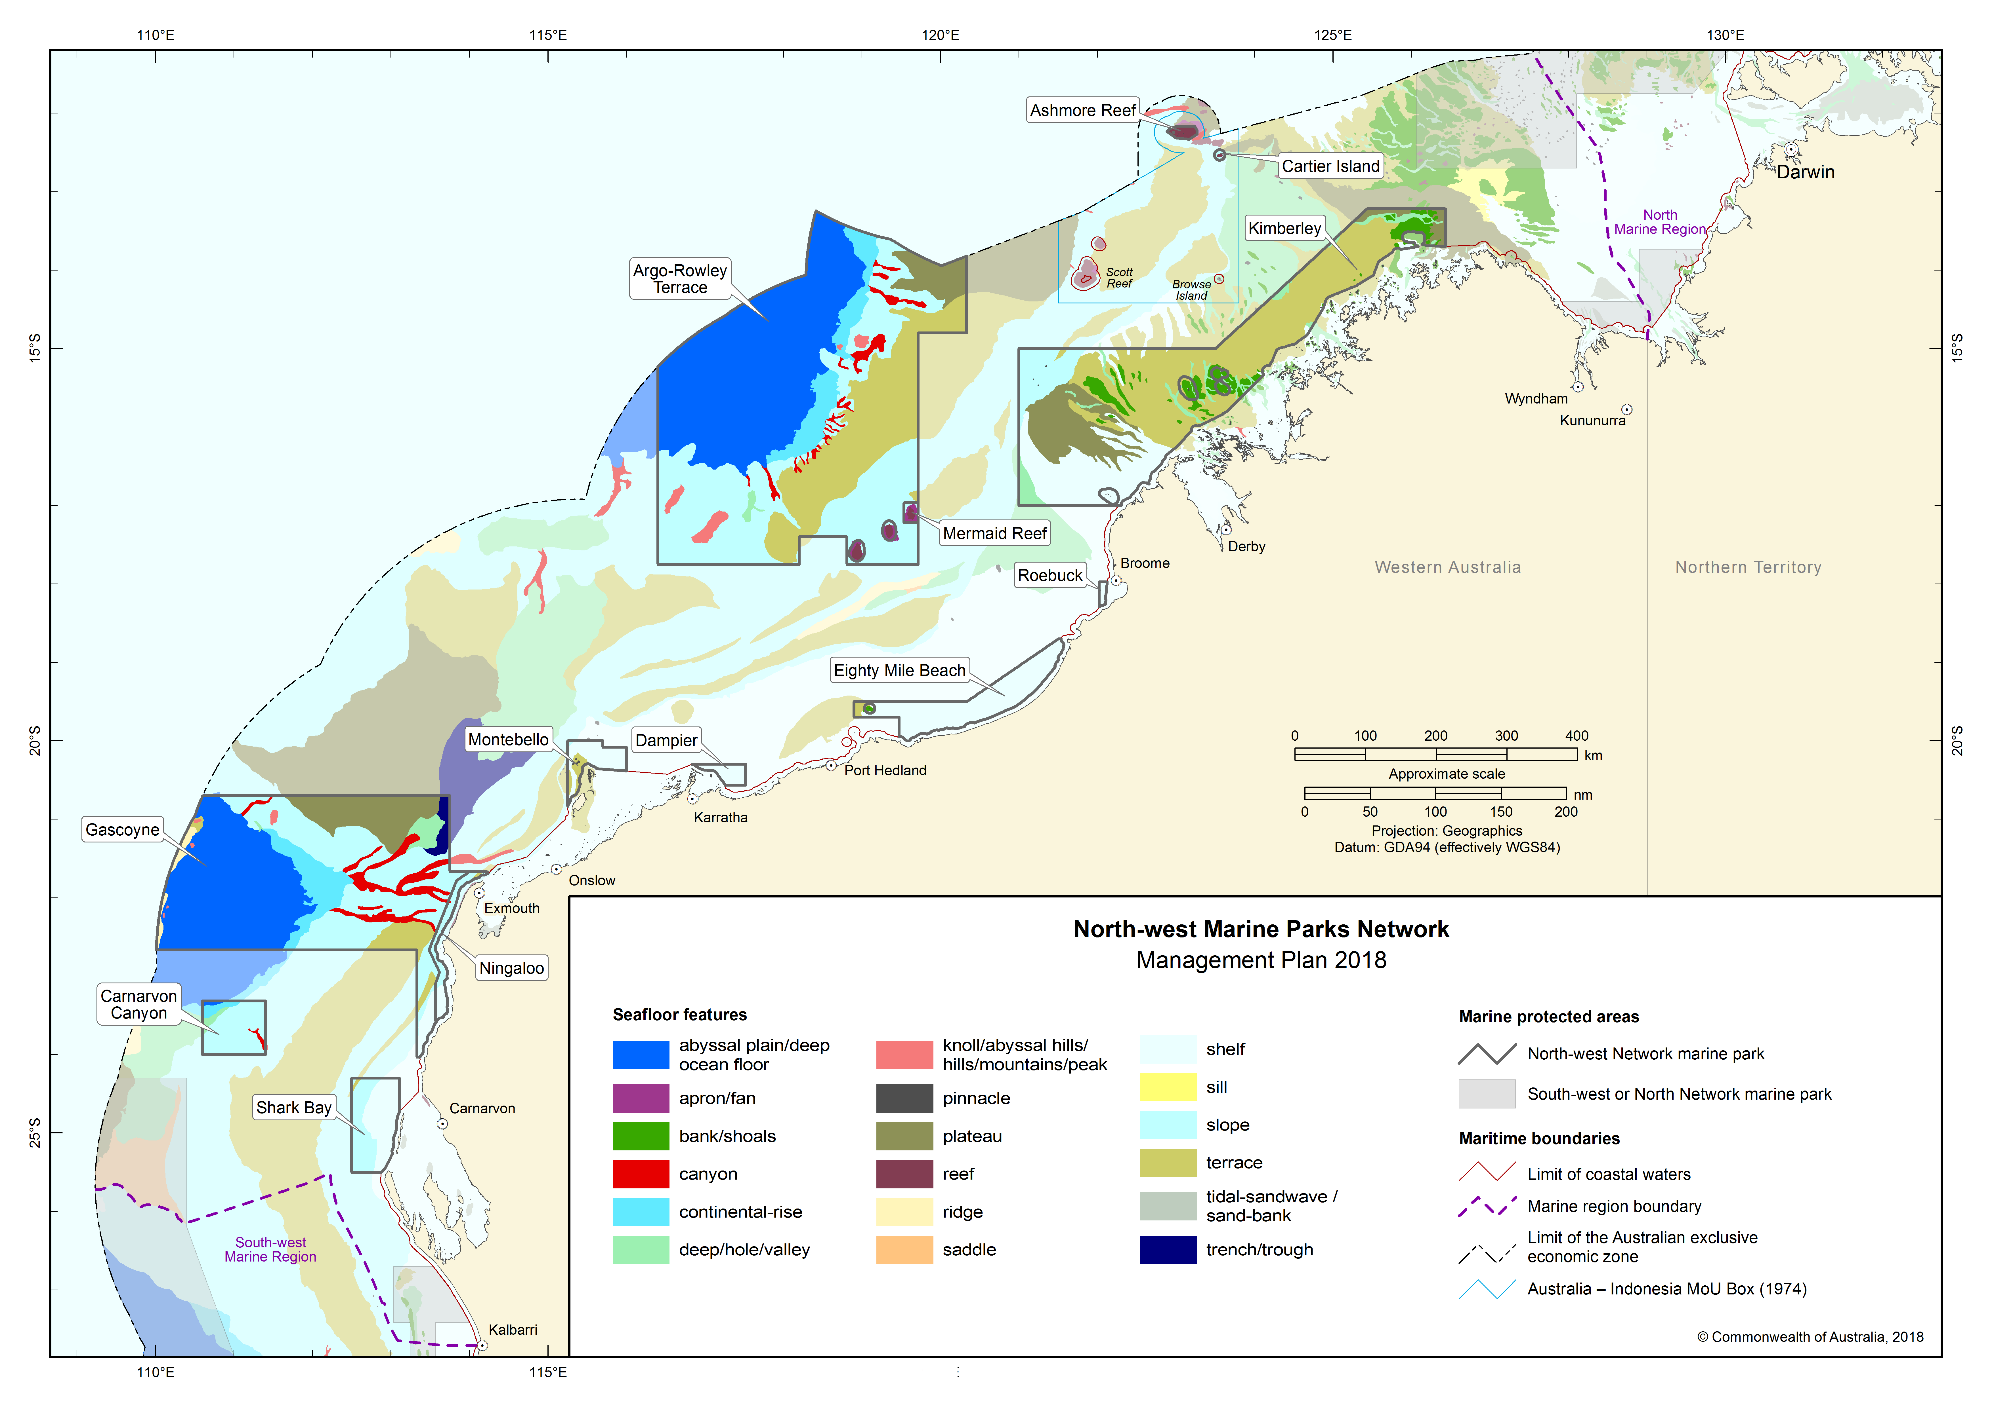 110°E
115°E
120°E
125°E
130°E
Ashmore Reef
Cartier Island
Darwin
North
Marine Region
Kimberley
Argo-Rowley
Terrace
Scott
Reef
Browse
Island
15°S
15°S
Wyndham
Kununurra
Mermaid Reef
Derby
Broome
Roebuck
Western Australia
Northern Territory
Eighty Mile Beach
20°S
20°S
Montebello
Dampier
Port Hedland
Karratha
0 100 200 300 400
km
Approximate scale
nm
0 50 100 150 200
Projection: Geographics
Datum: GDA94 (effectively WGS84)
Gascoyne
Onslow
Exmouth
Ningaloo
Carnarvon
Canyon
Shark Bay
Carnarvon
25°S
South-west
Marine Region
Kalbarri
North-west Marine Parks Network
Management Plan 2018
Seafloor features
abyssal plain/deep
ocean floor
apron/fan
bank/shoals
canyon
continental-rise
deep/hole/valley
knoll/abyssal hills/
hills/mountains/peak
pinnacle
plateau
reef
ridge
saddle
shelf
sill
slope
terrace
tidal-sandwave /
sand-bank
trench/trough
Marine protected areas
North-west Network marine park
South-west or North Network marine park
Maritime boundaries
Limit of coastal waters
Marine region boundary
Limit of the Australian exclusive
economic zone
Australia – Indonesia MoU Box (1974)
© Commonwealth of Australia, 2018
110°E
115°E